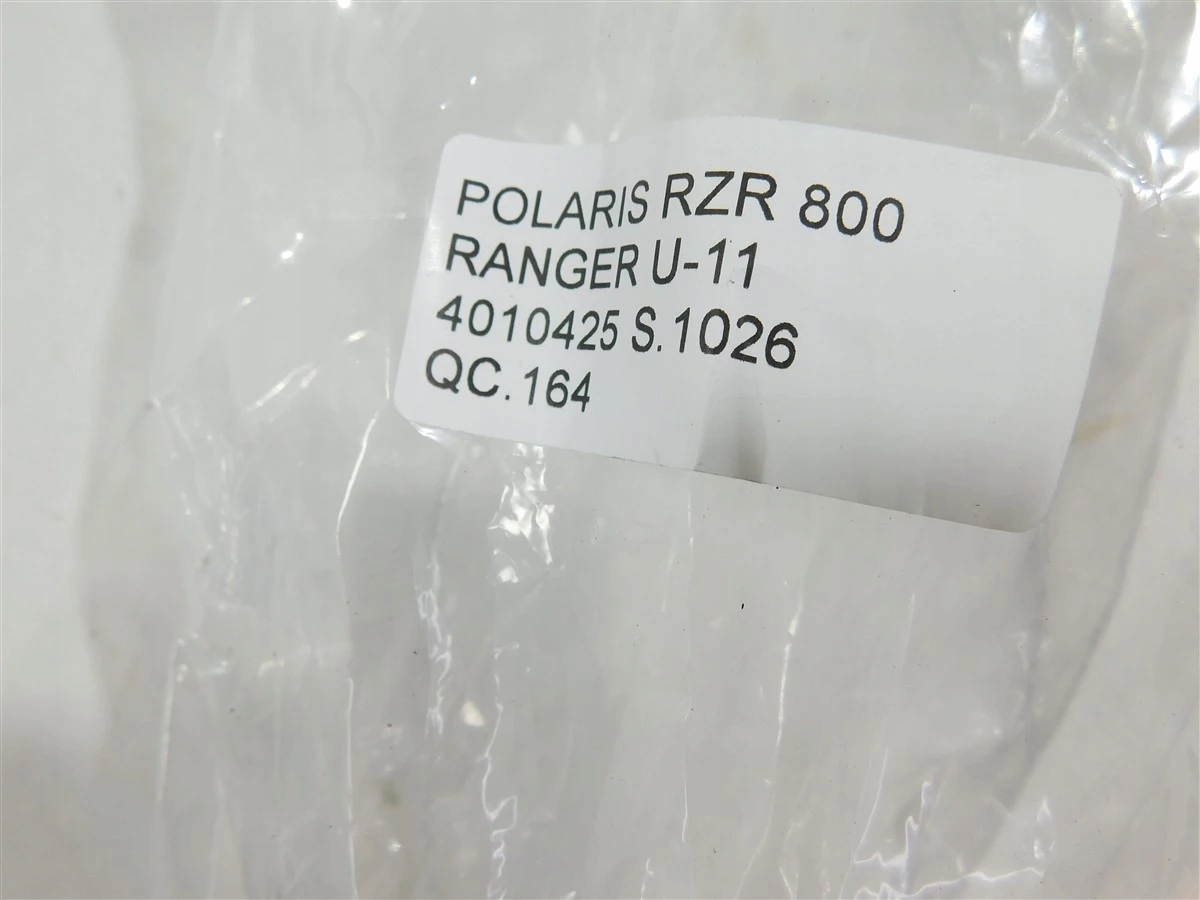 POLARIS RZR 800
RANGER U-11
4010425 S.1026
QC.164